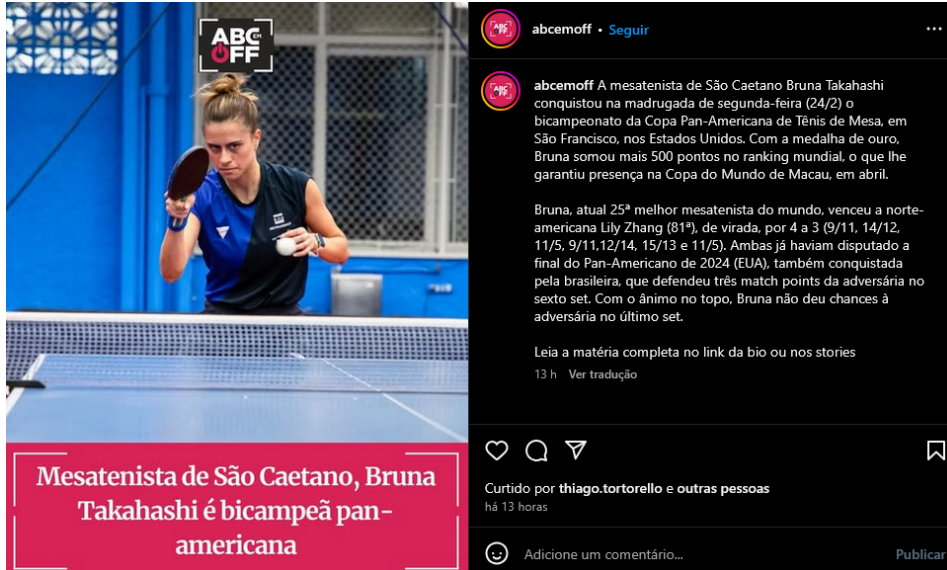 ABC EM
OFF
Mesatenista de São Caetano, Bruna
Takahashi é bicampeã pan-
americana
abcemoff • Seguir
abcemoff A mesatenista de São Caetano Bruna Takahashi
conquistou na madrugada de segunda-feira (24/2) o
bicampeonato da Copa Pan-Americana de Tênis de Mesa, em
São Francisco, nos Estados Unidos. Com a medalha de ouro,
Bruna somou mais 500 pontos no ranking mundial, o que lhe
garantiu presença na Copa do Mundo de Macau, em abril.
Bruna, atual 25ª melhor mesatenista do mundo, venceu a norte-
americana Lily Zhang (81ª), de virada, por 4 a 3 (9/11, 14/12,
11/5, 9/11,12/14, 15/13 e 11/5). Ambas já haviam disputado a
final do Pan-Americano de 2024 (EUA), também conquistada
pela brasileira, que defendeu três match points da adversária no
sexto set. Com o ânimo no topo, Bruna não deu chances à
adversária no último set.
Leia a matéria completa no link da bio ou nos stories
13 h Ver tradução
Curtido por thiago.tortorello e outras pessoas
há 13 horas
Adicione um comentário... Publicar